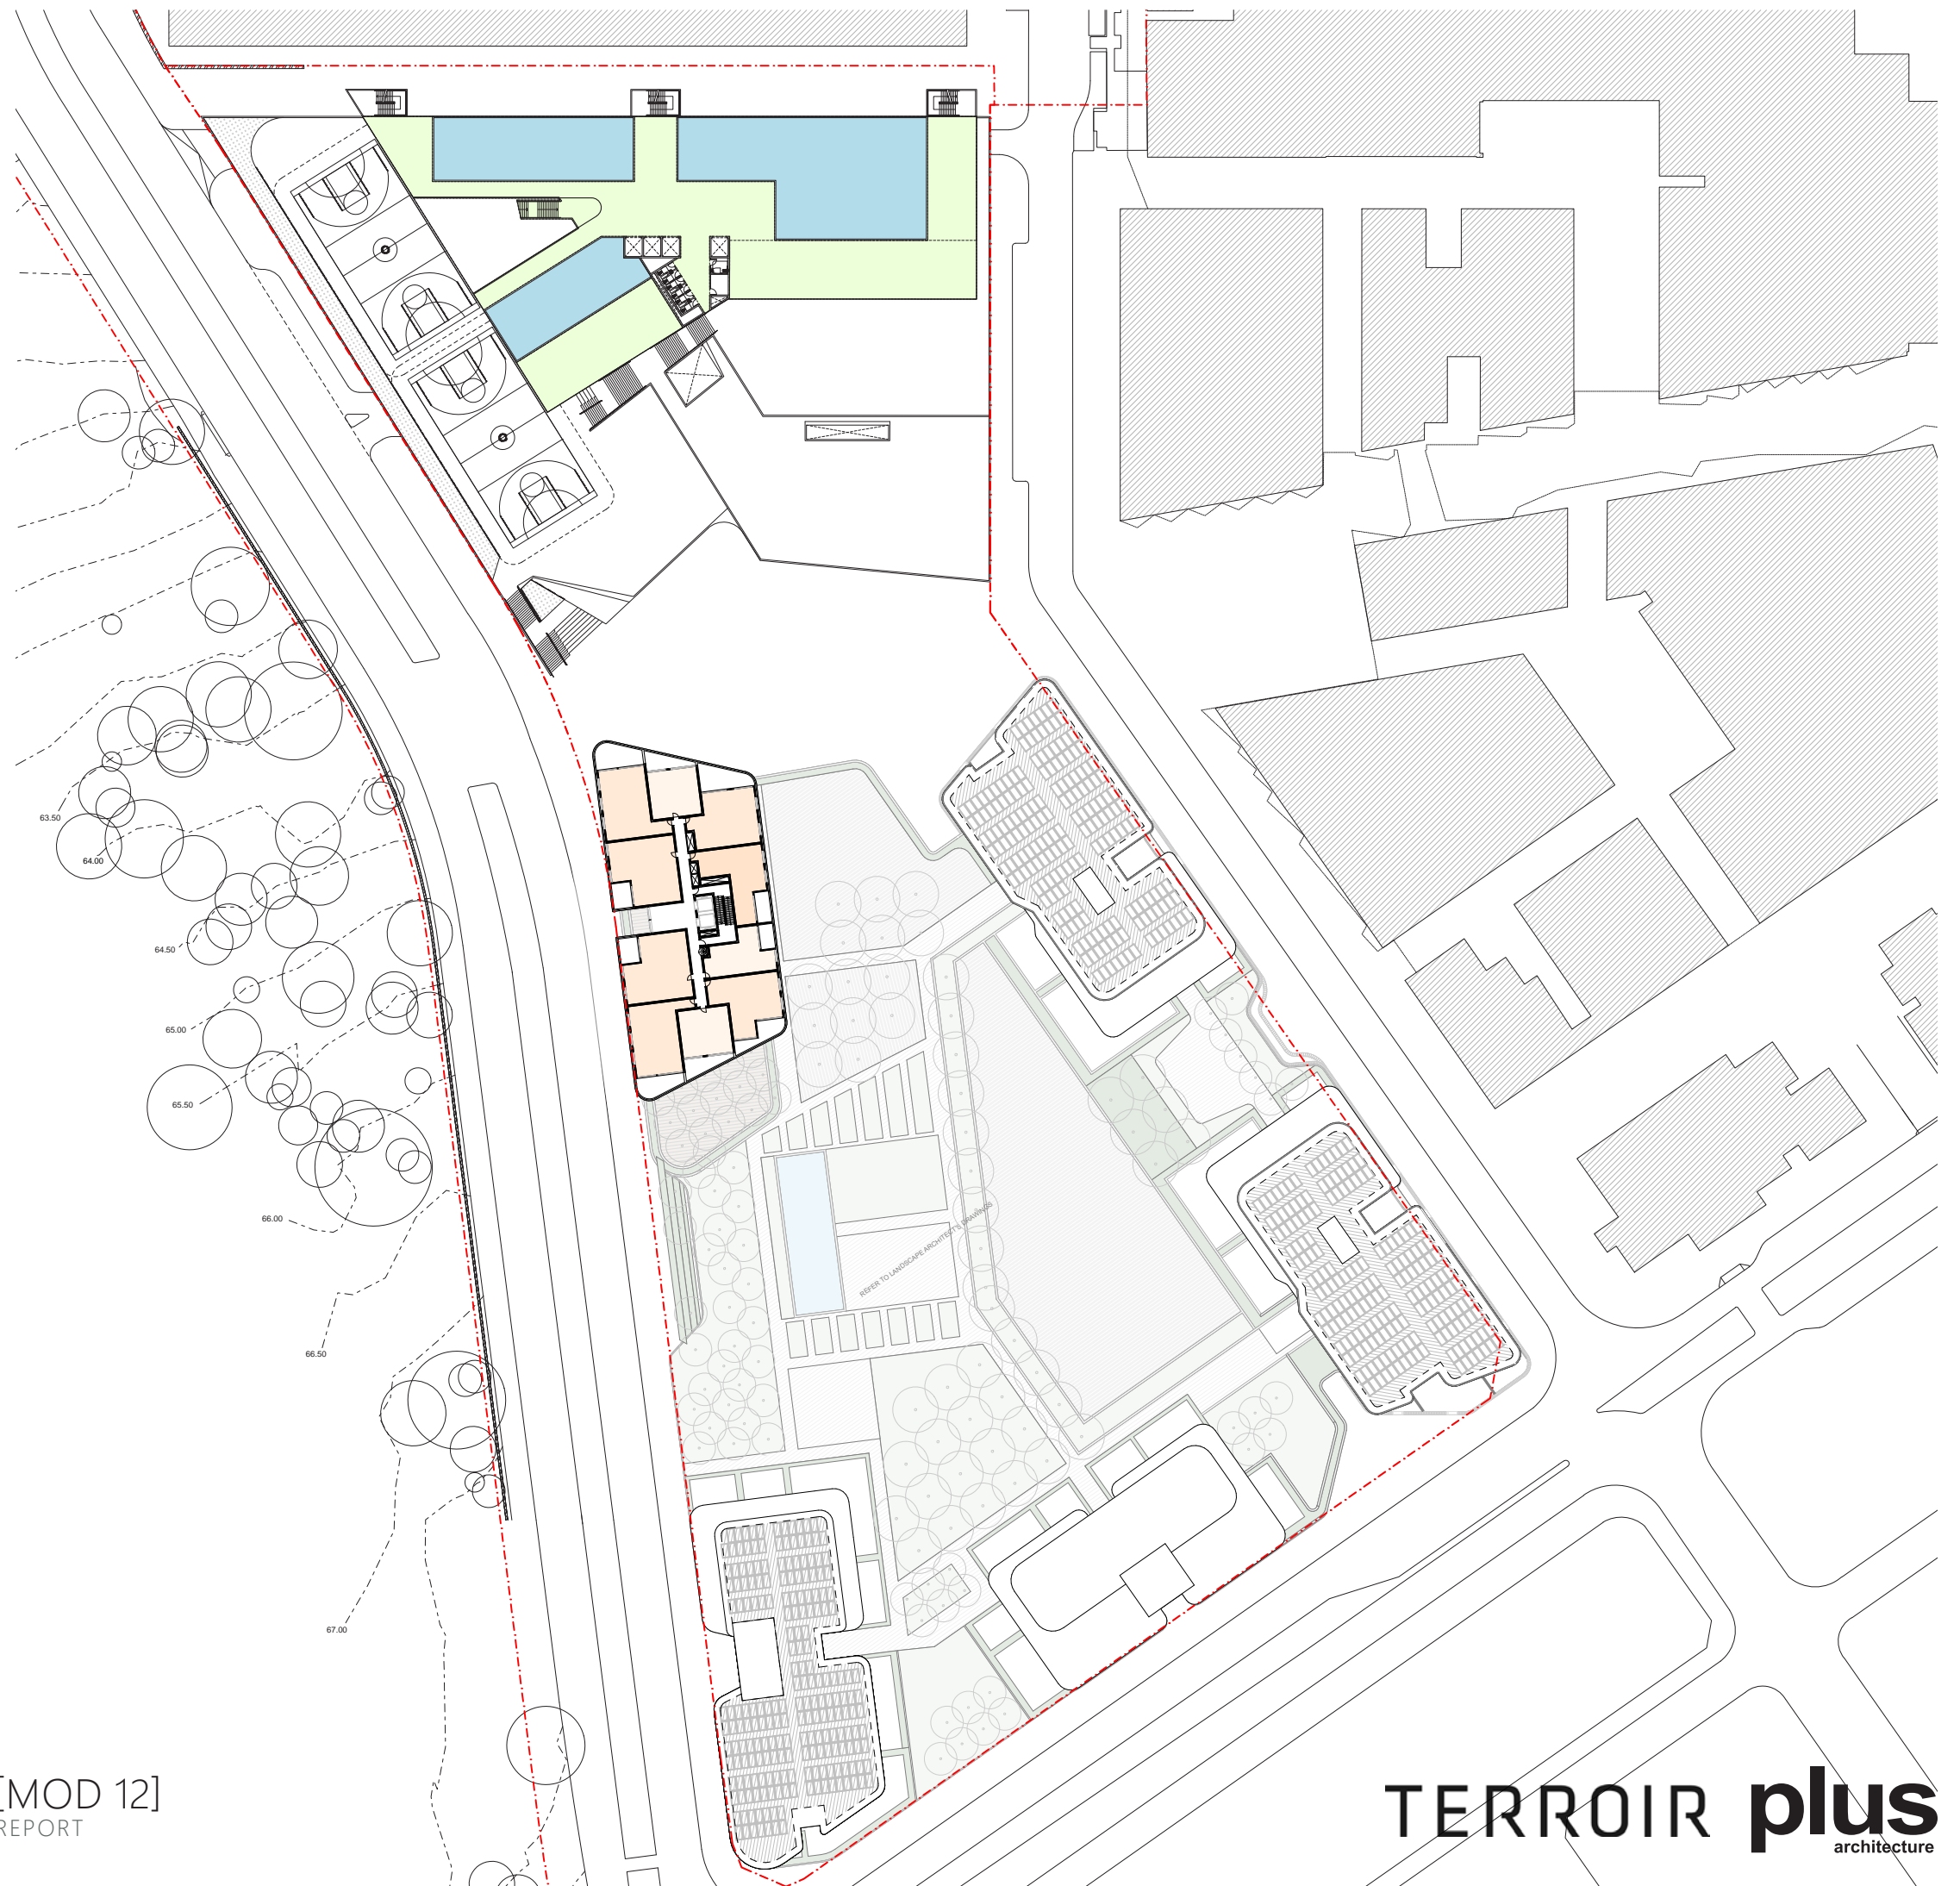 63.50
64.00
64.50
65.00
65.50
66.00
66.50
67.00
REFER TO LANDSCAPE ARCHITECT'S DRAWINGS
[MOD 12]
REPORT
TERROIR
plus
architecture